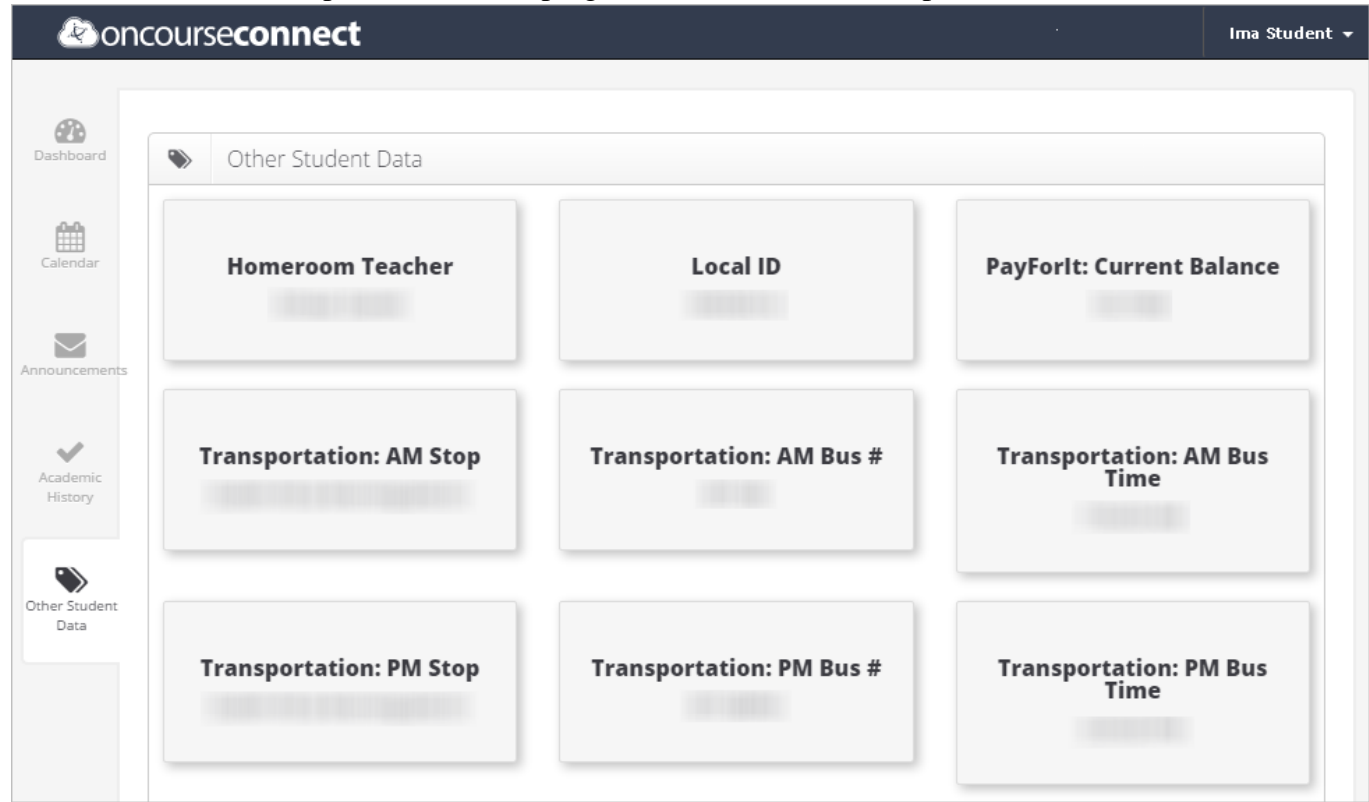 oncourseconnect
Ima Student
Dashboard
Calendar
Announcements
Academic
History
Other Student
Data
Other Student Data
Homeroom Teacher
Local ID
PayForIt: Current Balance
Transportation: AM Stop
Transportation: AM Bus #
Transportation: AM Bus
Time
Transportation: PM Stop
Transportation: PM Bus #
Transportation: PM Bus
Time